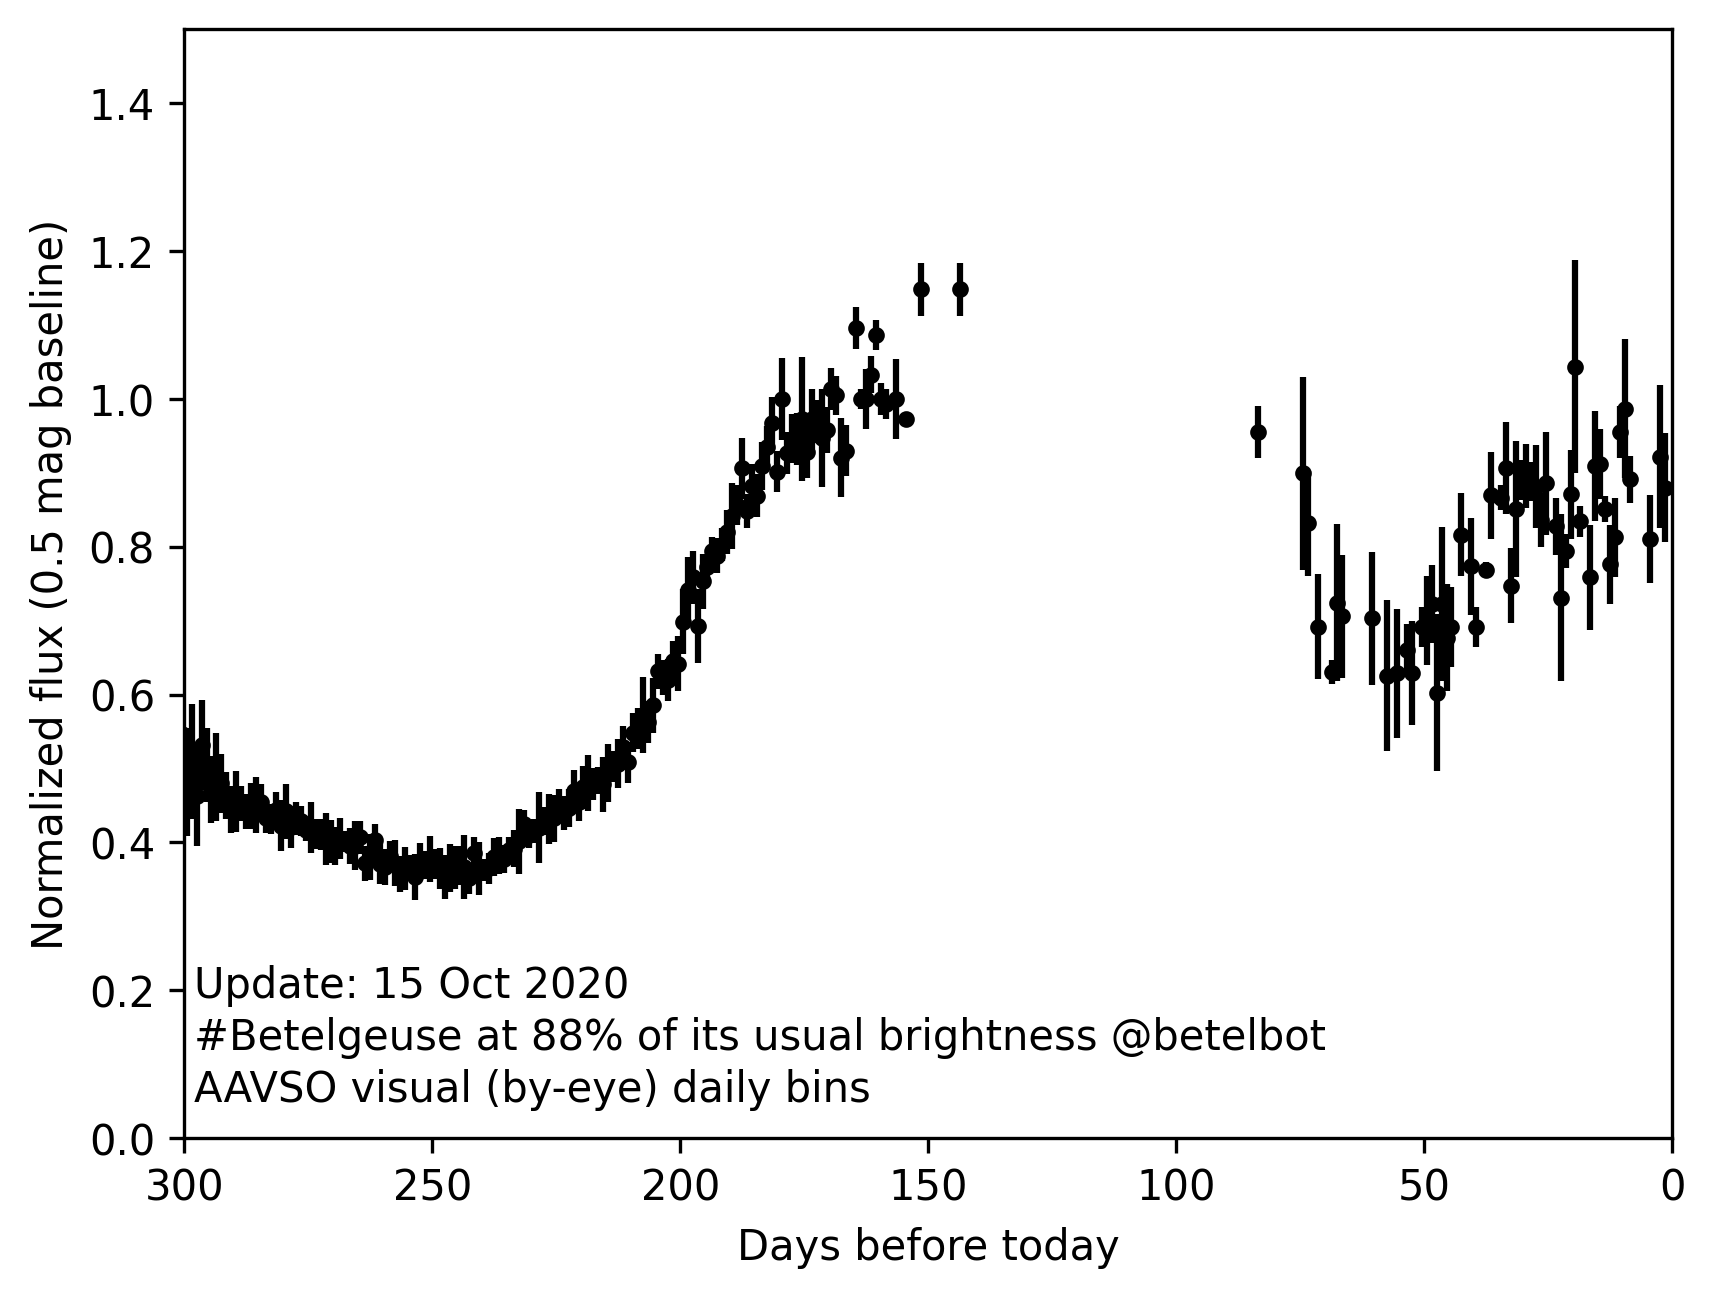 1.4
1.2
1.0
0.8
0.6
0.4
0.2
0.0
Normalized flux (0.5 mag baseline)
Update: 15 Oct 2020
#Betelgeuse at 88% of its usual brightness @betelbot
AAVSO visual (by-eye) daily bins
300 250 200 150 100 50 0
Days before today